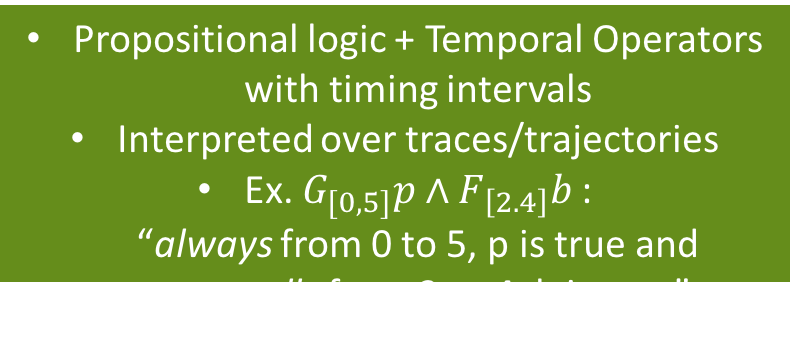 • Propositional logic + Temporal Operators
with timing intervals
• Interpreted over traces/trajectories
• Ex. G[0,5]p ∧ F[2.4]b :
“always from 0 to 5, p is true and